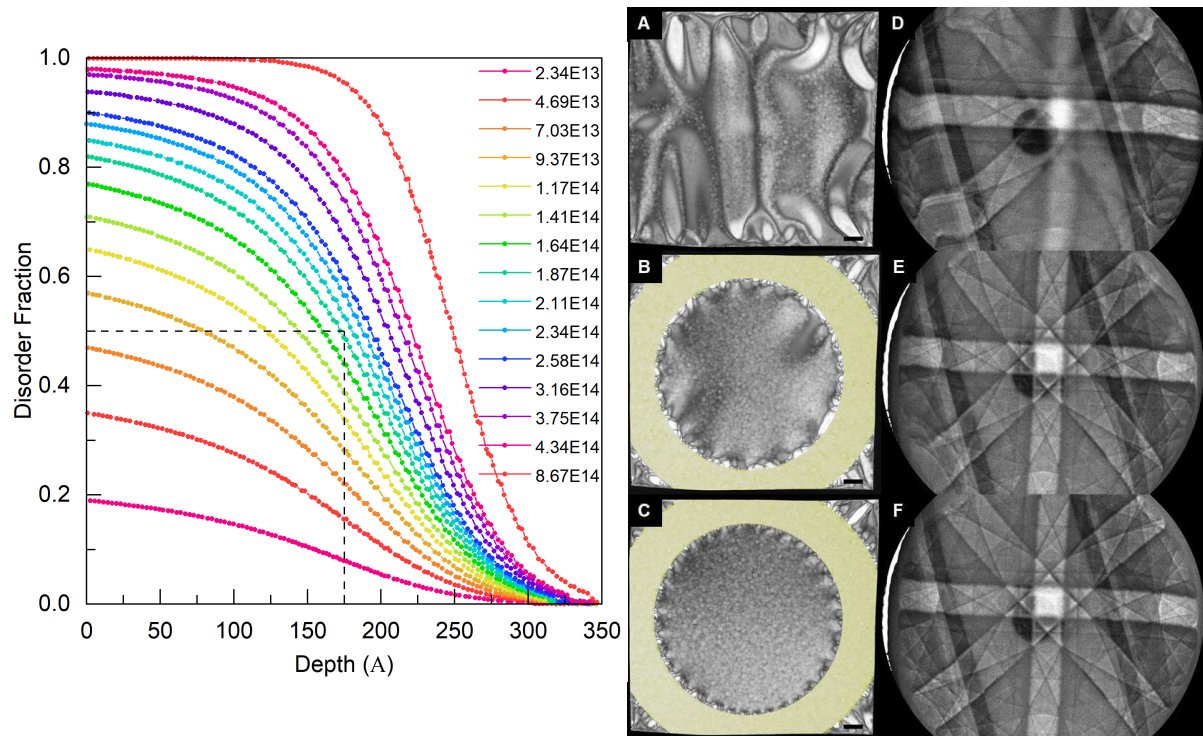 1.0
0.8
0.6
0.4
0.2
0.0
Disorder Fraction
0
50
100
150
200
250
300
350
Depth (A)
2.34E13
4.69E13
7.03E13
9.37E13
1.17E14
1.41E14
1.64E14
1.87E14
2.11E14
2.34E14
2.58E14
3.16E14
3.75E14
4.34E14
8.67E14
A
D
B
E
C
F